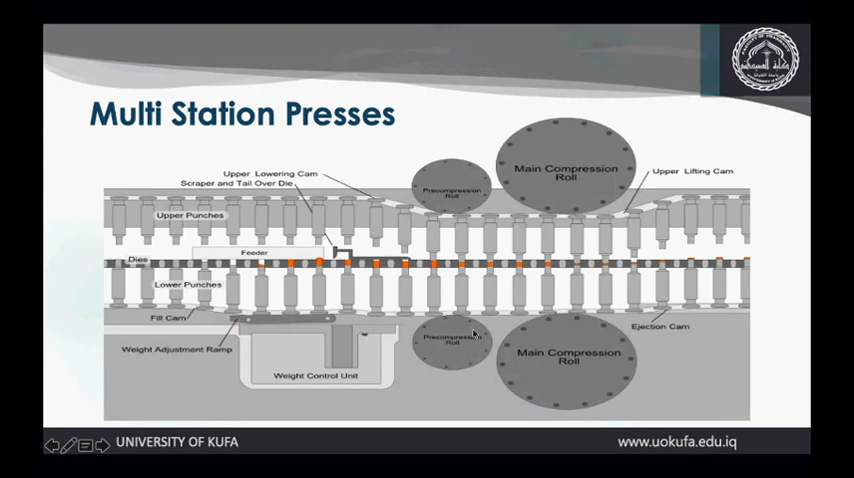 Multi Station Presses
Upper Lowering Cam
Scraper and Tail Over Die
Precompression
Roll
Main Compression
Roll
Upper Lifting Cam
Upper Punches
Feeder
Dies
Lower Punches
Fill Cam
Weight Adjustment Ramp
Weight Control Unit
Precompression
Roll
Main Compression
Roll
Ejection Cam
UNIVERSITY OF KUFA
www.uokufa.edu.iq